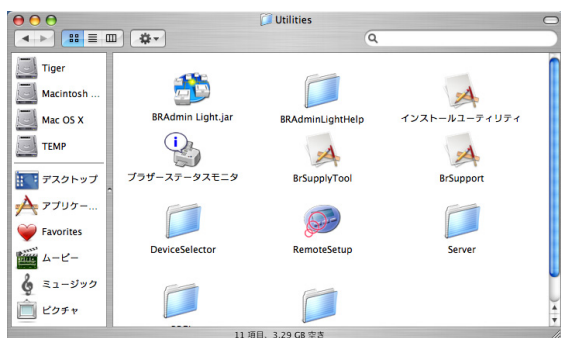 Utilities
Tiger
Macintosh ...
Mac OS X
TEMP
デスクトップ
アプリケー...
Favorites
ムービー
ミュージック
ピクチャ
BRAdmin Light.jar
BRAdminLightHelp
インストールユーティリティ
ブラザーステータスモニタ
BrSupplyTool
BrSupport
DeviceSelector
RemoteSetup
Server
11 項目、3.29 GB 空き